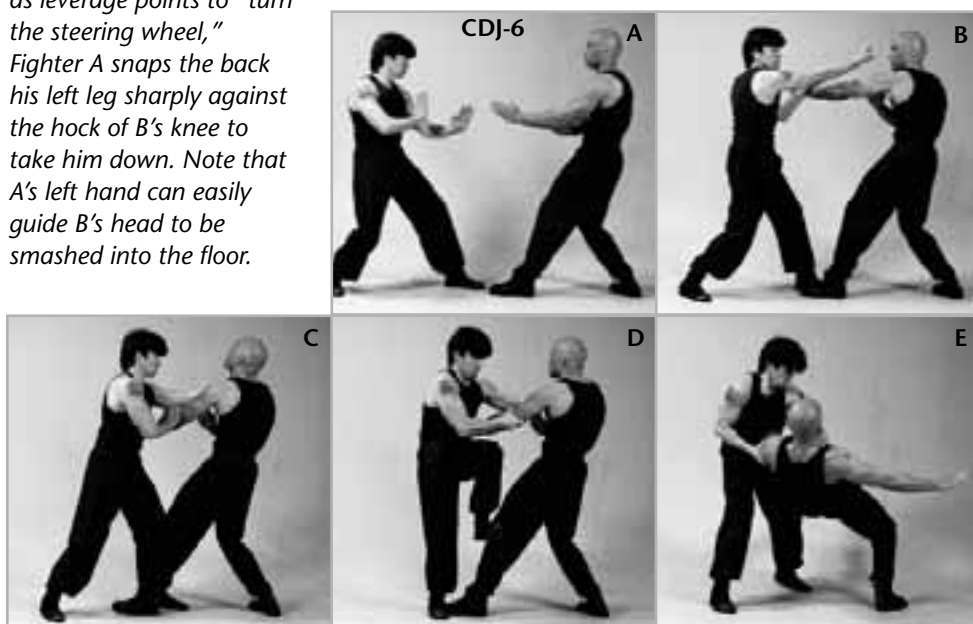 as leverage points to "turn
the steering wheel,"
Fighter A snaps the back
his left leg sharply against
the hock of B's knee to
take him down. Note that
A's left hand can easily
guide B's head to be
smashed into the floor.
CDJ-6
A
B
C
D
E